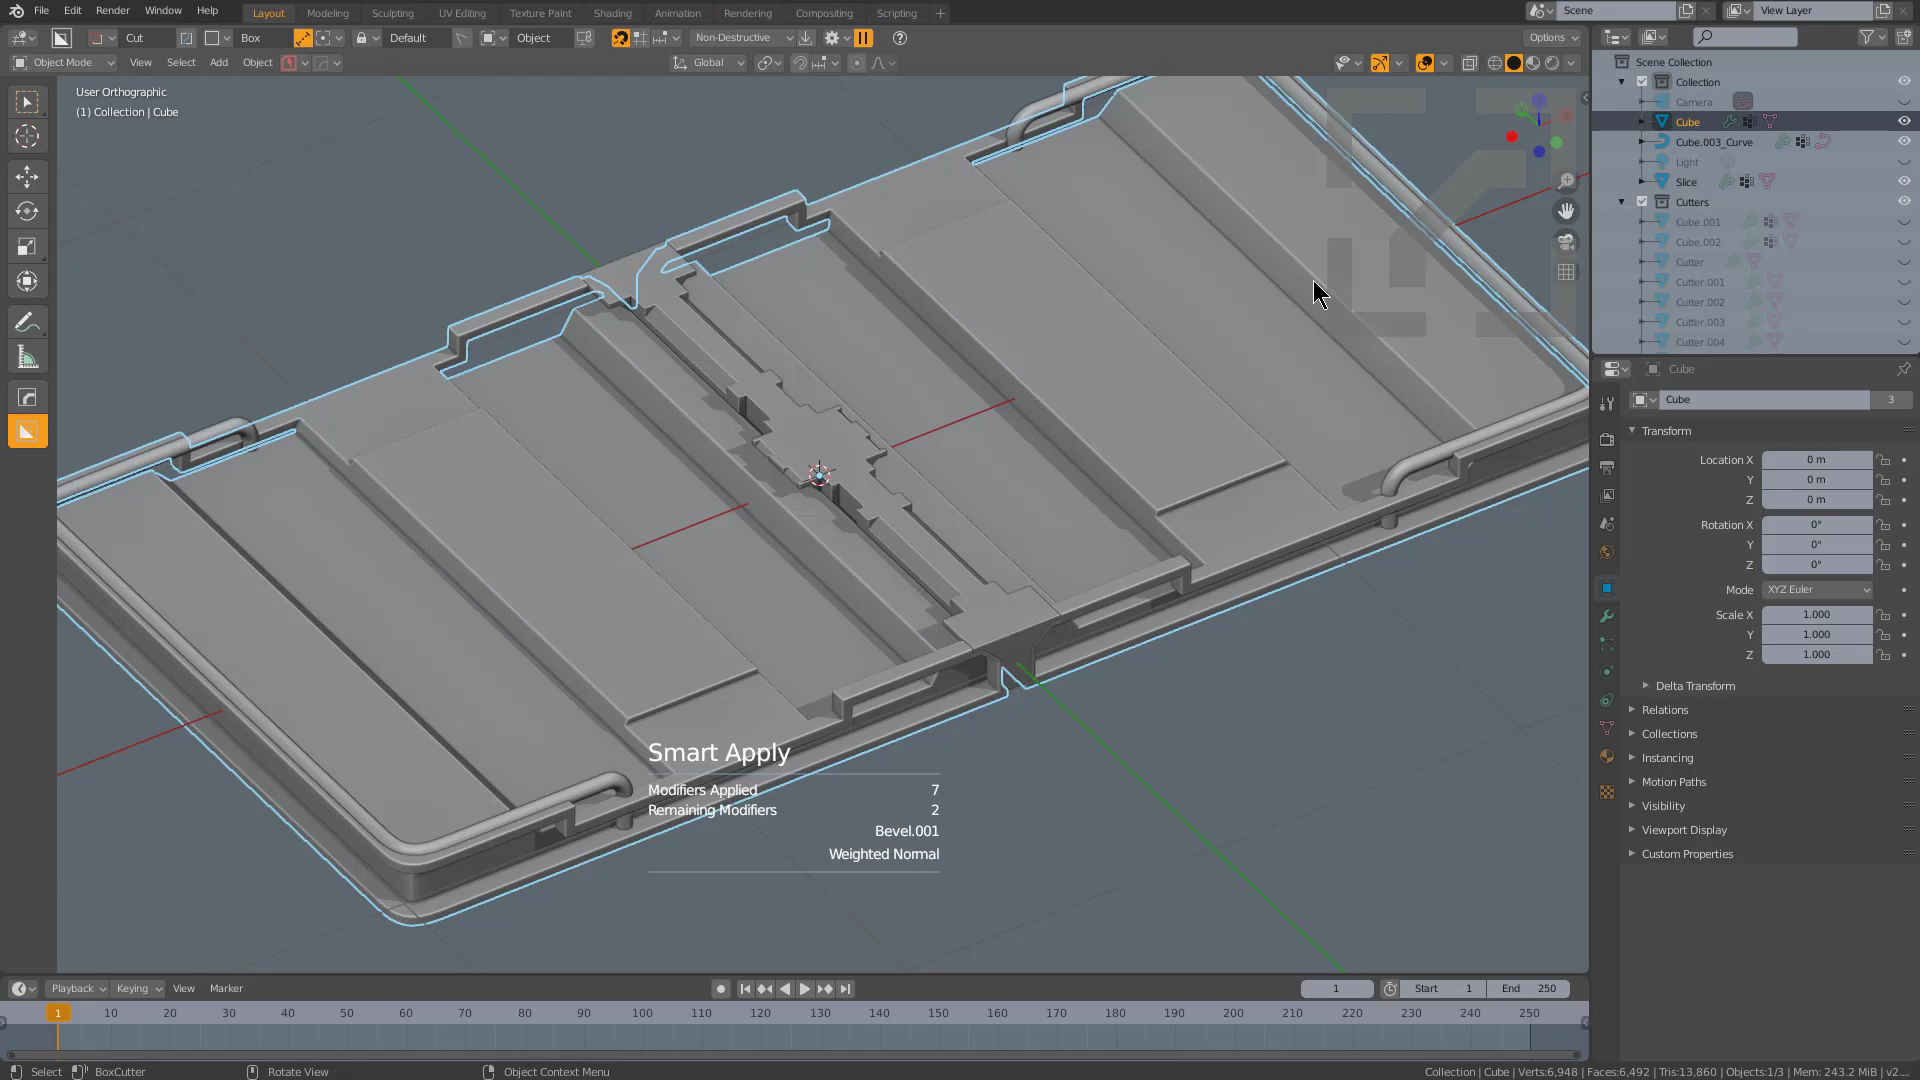 File Edit Render Window Help Layout Modeling Sculpting UV Editing Texture Paint Shading Animation Rendering Compositing Scripting + Scene View Layer
Cut Box Default Object Non-Destructive Options
Object Mode View Select Add Object Global
User Orthographic
(1) Collection | Cube
Scene Collection
Collection
Camera
Cube
Cube.003_Curve
Light
Slice
Cutters
Cube.001
Cube.002
Cutter
Cutter.001
Cutter.002
Cutter.003
Cutter.004
Cube
Cube 3
Transform
Location X 0 m
Y 0 m
Z 0 m
Rotation X 0°
Y 0°
Z 0°
Mode XYZ Euler
Scale X 1.000
Y 1.000
Z 1.000
Delta Transform
Relations
Collections
Instancing
Motion Paths
Visibility
Viewport Display
Custom Properties
Smart Apply
Modifiers Applied 7
Remaining Modifiers 2
Bevel.001
Weighted Normal
Playback Keying View Marker 1 Start 1 End 250
1 10 20 30 40 50 60 70 80 90 100 110 120 130 140 150 160 170 180 190 200 210 220 230 240 250
Select BoxCutter Rotate View Object Context Menu Collection | Cube | Verts:6,948 | Faces:6,492 | Tris:13,860 | Objects:1/3 | Mem: 243.2 MiB | v2....